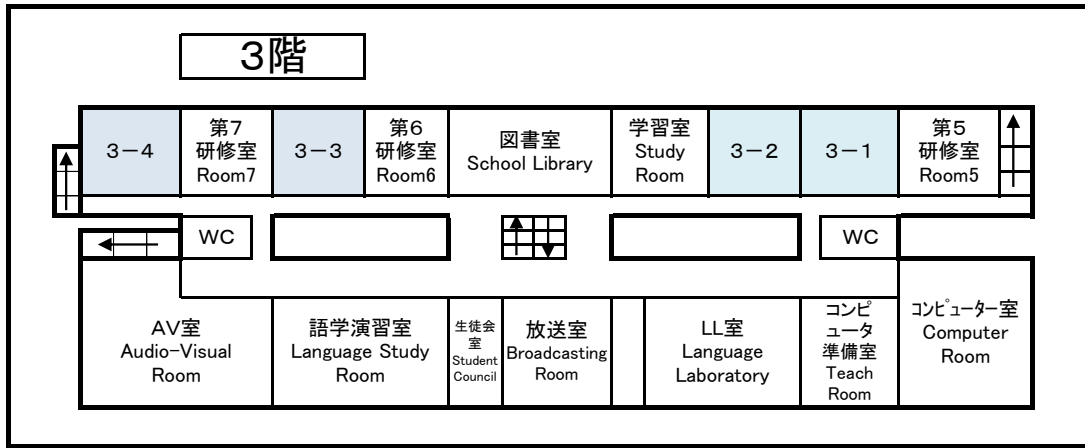 3階
3-4
第7
研修室
Room7
3-3
第6
研修室
Room6
図書室
School Library
学習室
Study
Room
3-2
3-1
第5
研修室
Room5
WC
WC
AV室
Audio-Visual
Room
語学演習室
Language Study
Room
生徒会
室
Student
Council
放送室
Broadcasting
Room
LL室
Language
Laboratory
コンピ
ュータ
準備室
Teach
Room
コンピューター室
Computer
Room